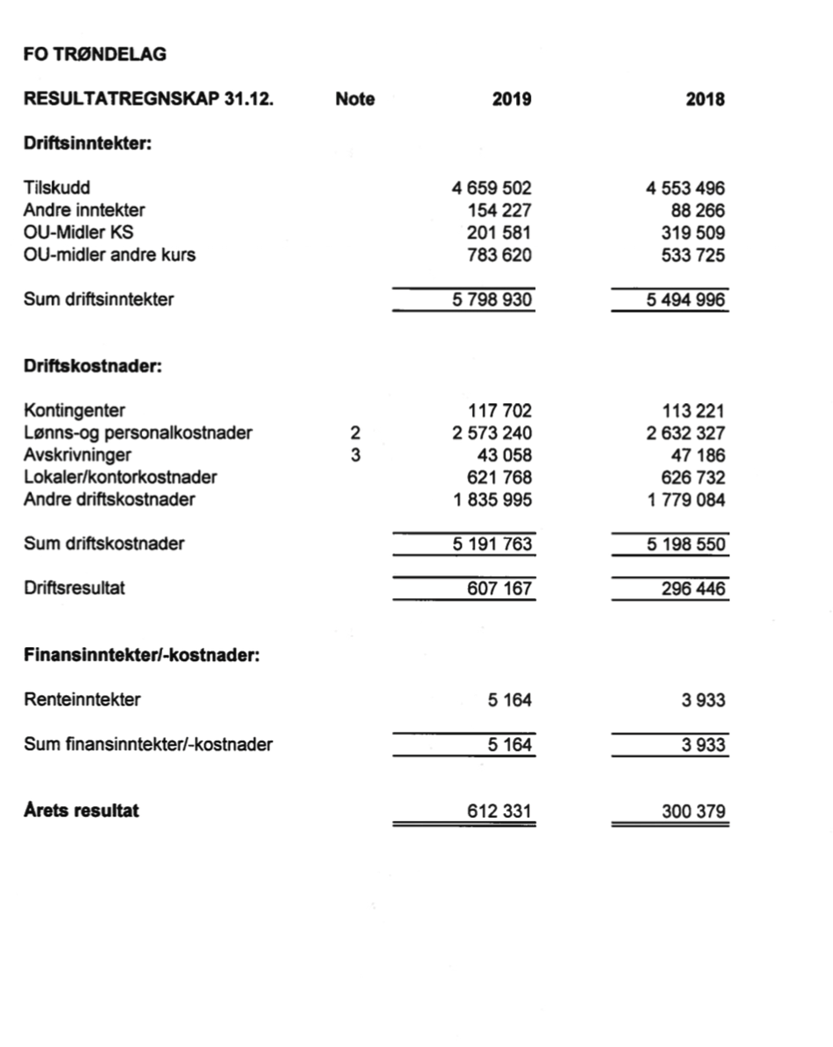 FO TRØNDELAG
RESULTATREGNSKAP 31.12. Note 2019 2018
Driftsinntekter:
Tilskudd 4 659 502 4 553 496
Andre inntekter 154 227 88 266
OU-Midler KS 201 581 319 509
OU-midler andre kurs 783 620 533 725
Sum driftsinntekter 5 798 930 5 494 996
Driftskostnader:
Kontingenter 117 702 113 221
Lønns-og personalkostnader 2 2 573 240 2 632 327
Avskrivninger 3 43 058 47 186
Lokaler/kontorkostnader 621 768 626 732
Andre driftskostnader 1 835 995 1 779 084
Sum driftskostnader 5 191 763 5 198 550
Driftsresultat 607 167 296 446
Finansinntekter/-kostnader:
Renteinntekter 5 164 3 933
Sum finansinntekter/-kostnader 5 164 3 933
Årets resultat 612 331 300 379